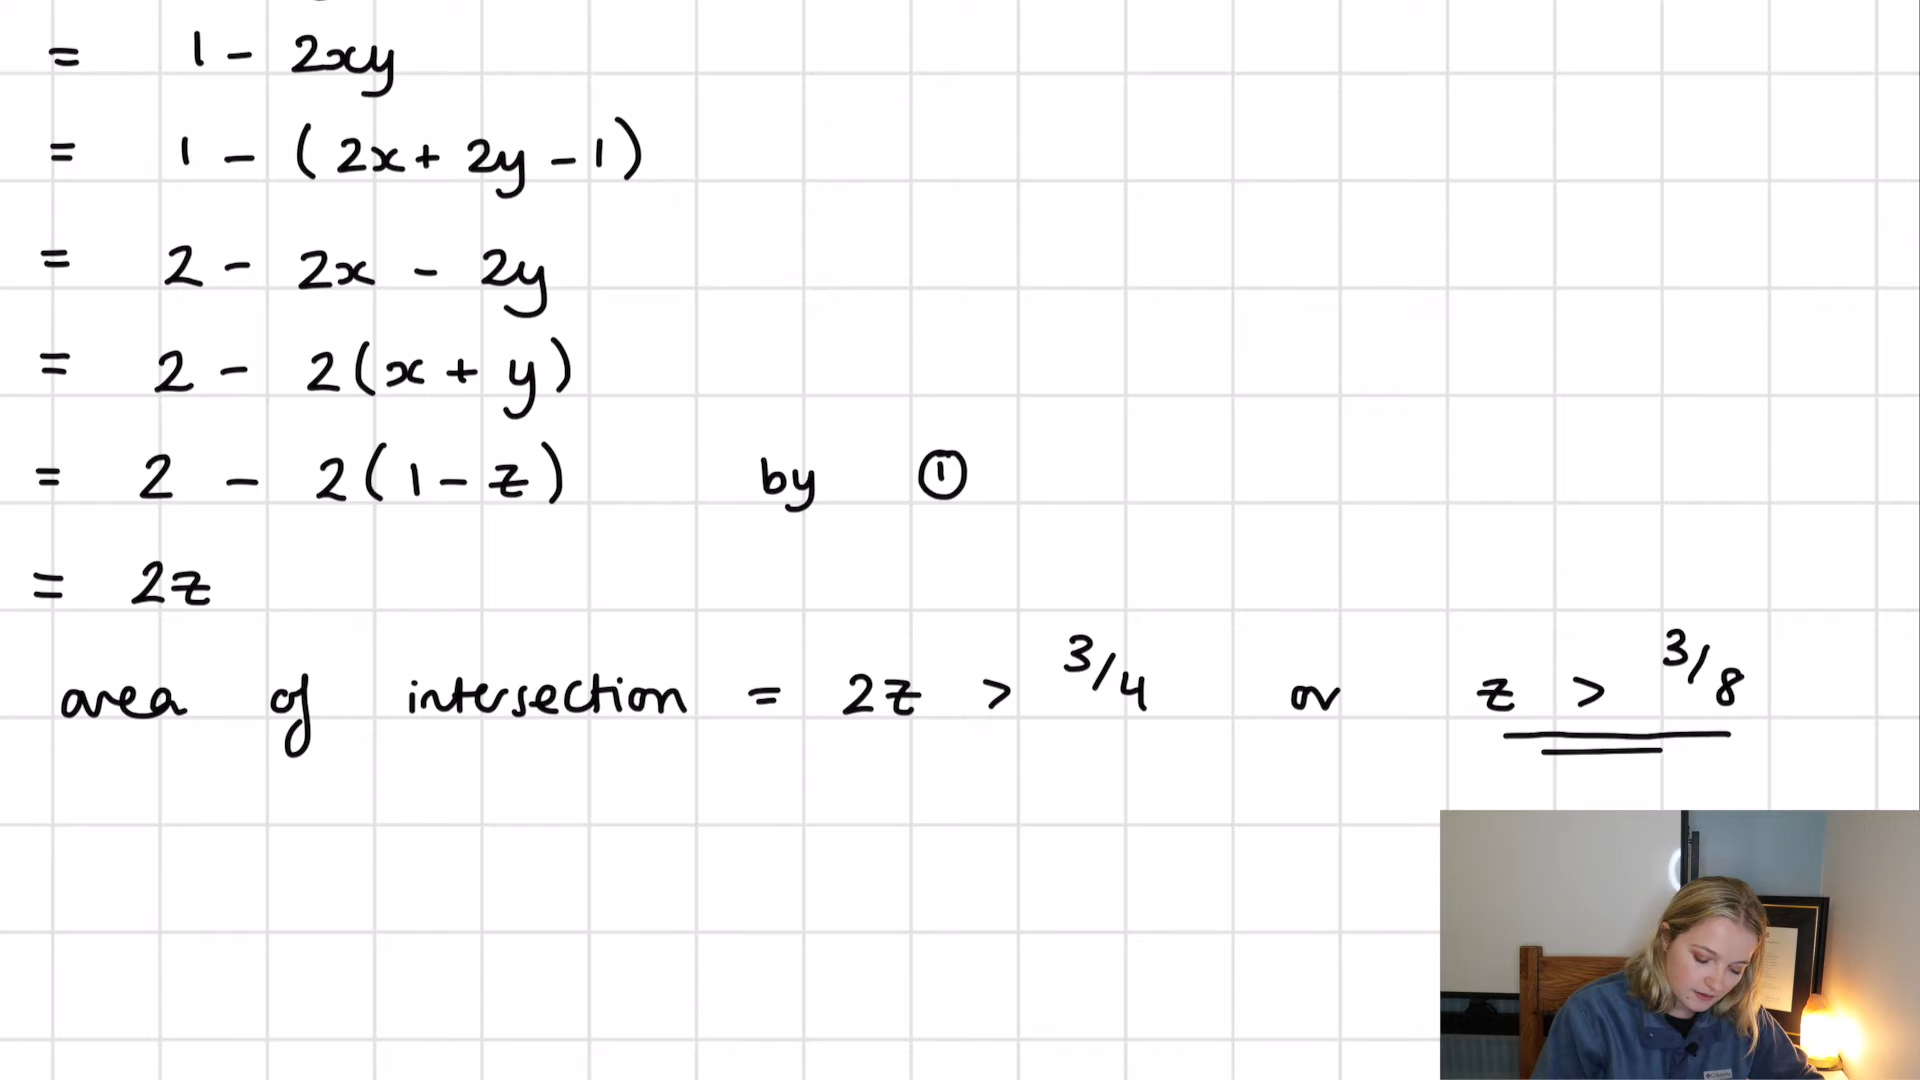 = 1 - 2xy
= 1 - (2x + 2y - 1)
= 2 - 2x - 2y
= 2 - 2(x + y)
= 2 - 2(1 - z) by ①
= 2z
area of intersection = 2z > 3/4 or z > 3/8